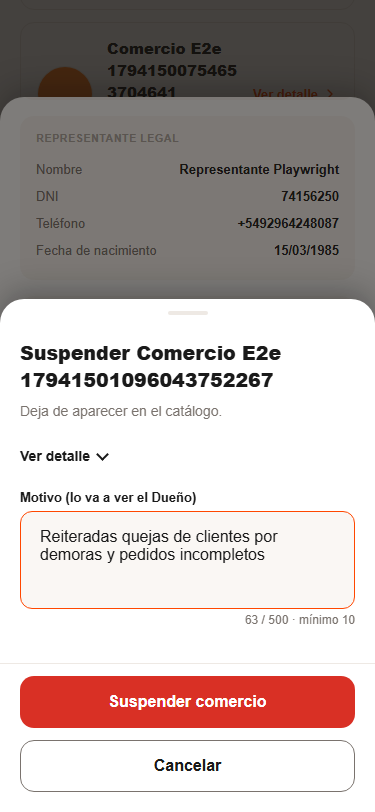 Comercio E2e
1794150075465
3704641
Ver detalle
REPRESENTANTE LEGAL
Nombre Representante Playwright
DNI 74156250
Teléfono +5492964248087
Fecha de nacimiento 15/03/1985
Suspender Comercio E2e
17941501096043752267
Deja de aparecer en el catálogo.
Ver detalle
Motivo (lo va a ver el Dueño)
Reiteradas quejas de clientes por
demoras y pedidos incompletos
63 / 500 · mínimo 10
Suspender comercio
Cancelar